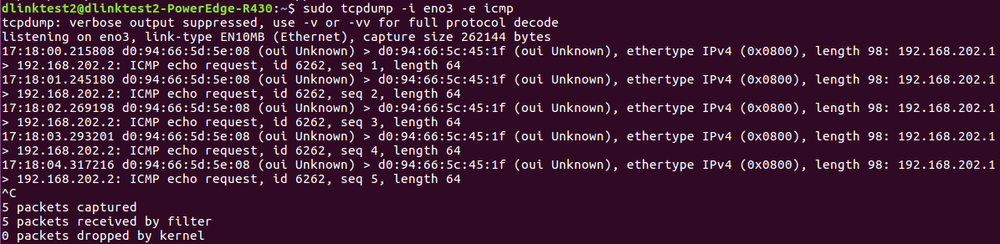 dlinktest2@dlinktest2-PowerEdge-R430:~$ sudo tcpdump -i eno3 -e icmp
tcpdump: verbose output suppressed, use -v or -vv for full protocol decode
listening on eno3, link-type EN10MB (Ethernet), capture size 262144 bytes
17:18:00.215808 d0:94:66:5d:5e:08 (oui Unknown) > d0:94:66:5c:45:1f (oui Unknown), ethertype IPv4 (0x0800), length 98: 192.168.202.1
> 192.168.202.2: ICMP echo request, id 6262, seq 1, length 64
17:18:01.245180 d0:94:66:5d:5e:08 (oui Unknown) > d0:94:66:5c:45:1f (oui Unknown), ethertype IPv4 (0x0800), length 98: 192.168.202.1
> 192.168.202.2: ICMP echo request, id 6262, seq 2, length 64
17:18:02.269198 d0:94:66:5d:5e:08 (oui Unknown) > d0:94:66:5c:45:1f (oui Unknown), ethertype IPv4 (0x0800), length 98: 192.168.202.1
> 192.168.202.2: ICMP echo request, id 6262, seq 3, length 64
17:18:03.293201 d0:94:66:5d:5e:08 (oui Unknown) > d0:94:66:5c:45:1f (oui Unknown), ethertype IPv4 (0x0800), length 98: 192.168.202.1
> 192.168.202.2: ICMP echo request, id 6262, seq 4, length 64
17:18:04.317216 d0:94:66:5d:5e:08 (oui Unknown) > d0:94:66:5c:45:1f (oui Unknown), ethertype IPv4 (0x0800), length 98: 192.168.202.1
> 192.168.202.2: ICMP echo request, id 6262, seq 5, length 64
^C
5 packets captured
5 packets received by filter
0 packets dropped by kernel